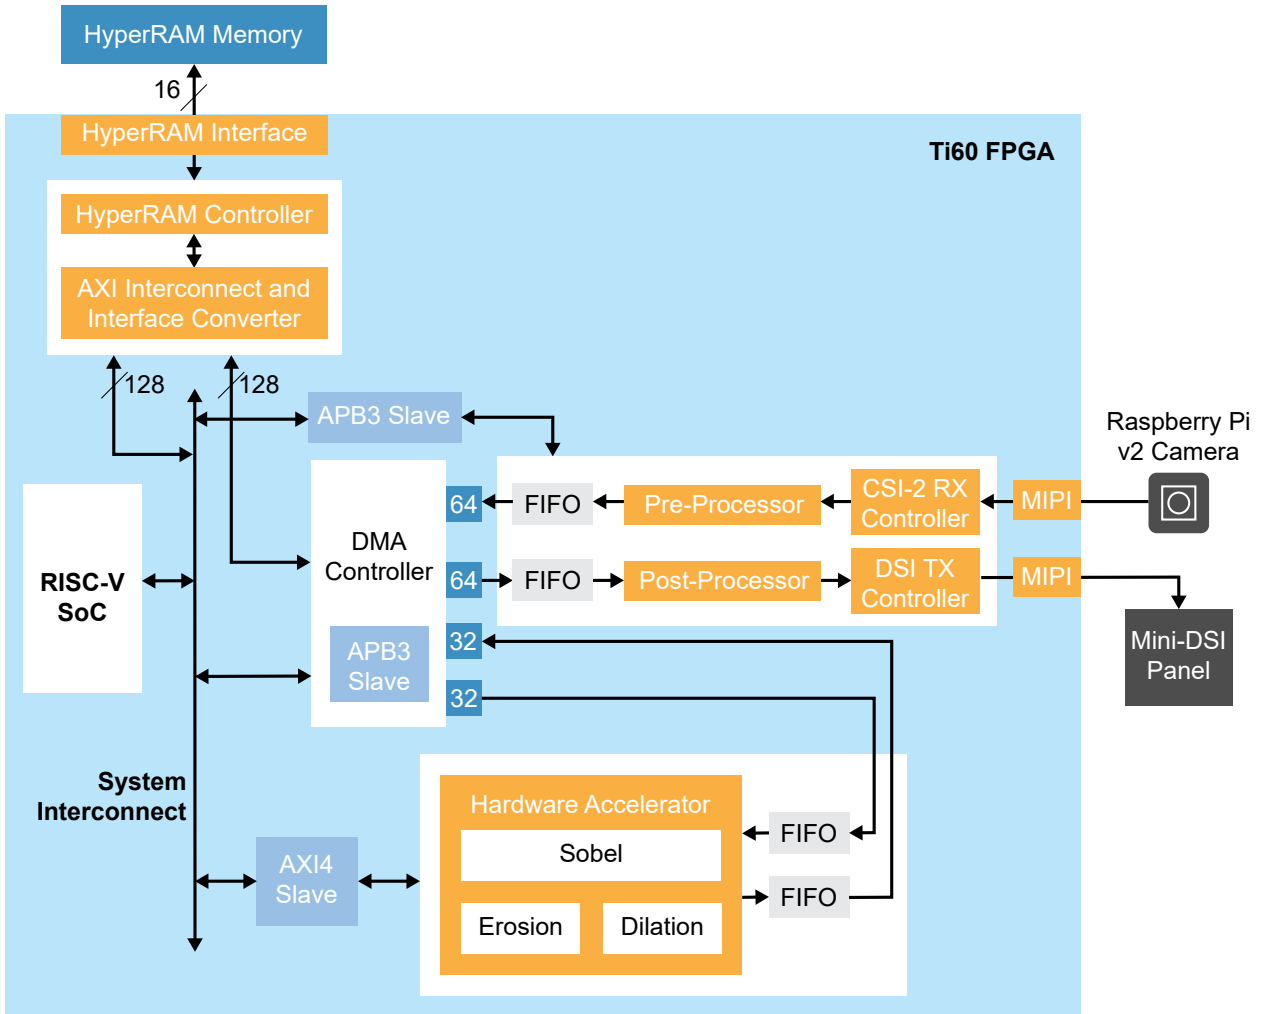 HyperRAM Memory
16
HyperRAM Interface
Ti60 FPGA
HyperRAM Controller
AXI Interconnect and
Interface Converter
128
128
APB3 Slave
Raspberry Pi
v2 Camera
64
FIFO
Pre-Processor
CSI-2 RX
Controller
MIPI
DMA
Controller
64
FIFO
Post-Processor
DSI TX
Controller
MIPI
RISC-V
SoC
32
APB3
Slave
32
Mini-DSI
Panel
System
Interconnect
Hardware Accelerator
Sobel
FIFO
AXI4
Slave
FIFO
Erosion
Dilation